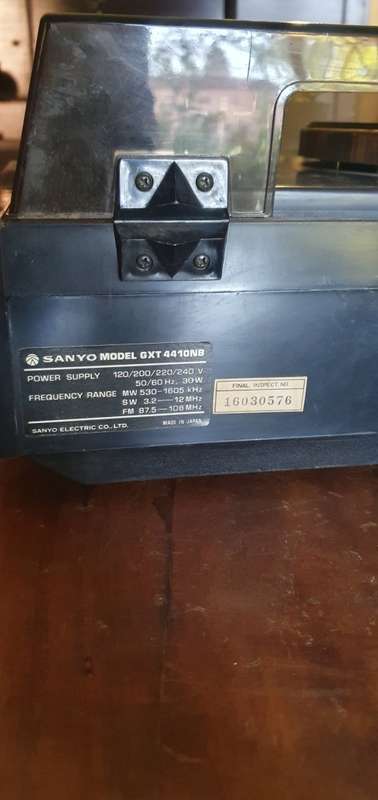 SANYO MODEL GXT 4410NB
POWER SUPPLY 120/200/220/240 V
50/60 Hz, 30W
FREQUENCY RANGE MW 530-1605 kHz
SW 3.2—12 MHz
FM 87.5—108 MHz
SANYO ELECTRIC CO., LTD. MADE IN JAPAN
FINAL INSPECT NO.
16030576